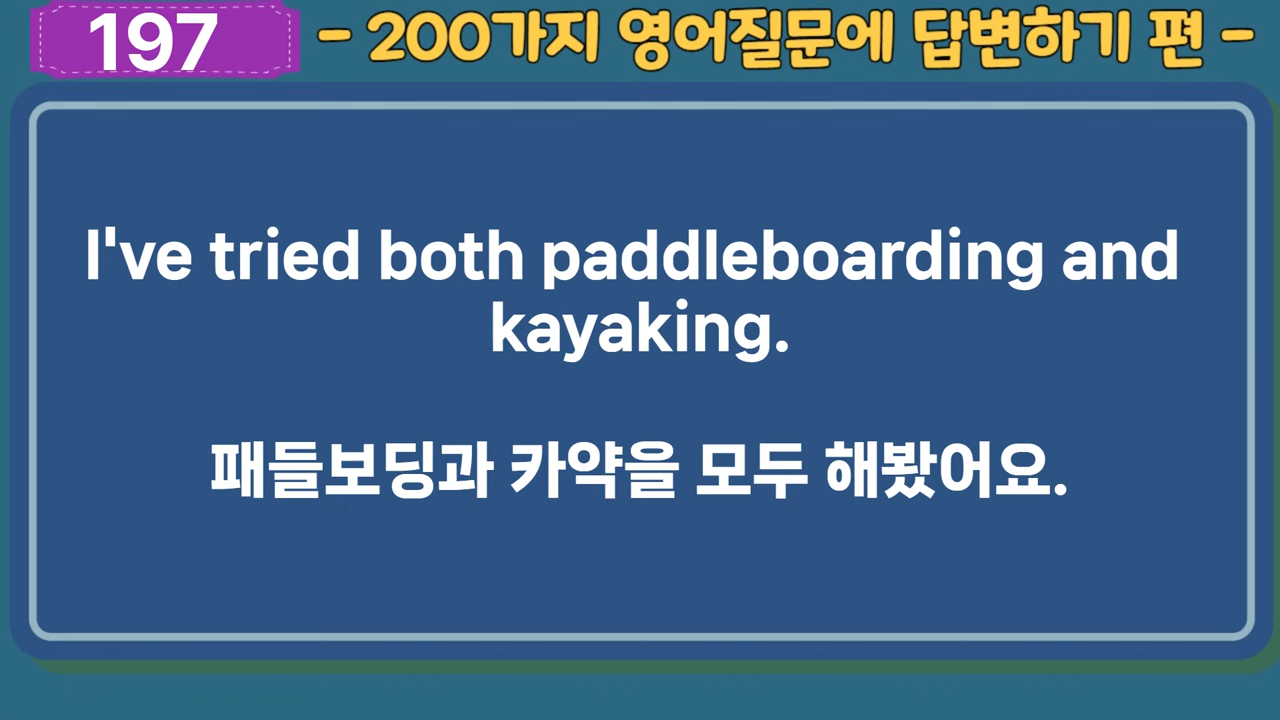 197
- 200가지 영어질문에 답변하기 편 -
I've tried both paddleboarding and
kayaking.
패들보딩과 카약을 모두 해봤어요.